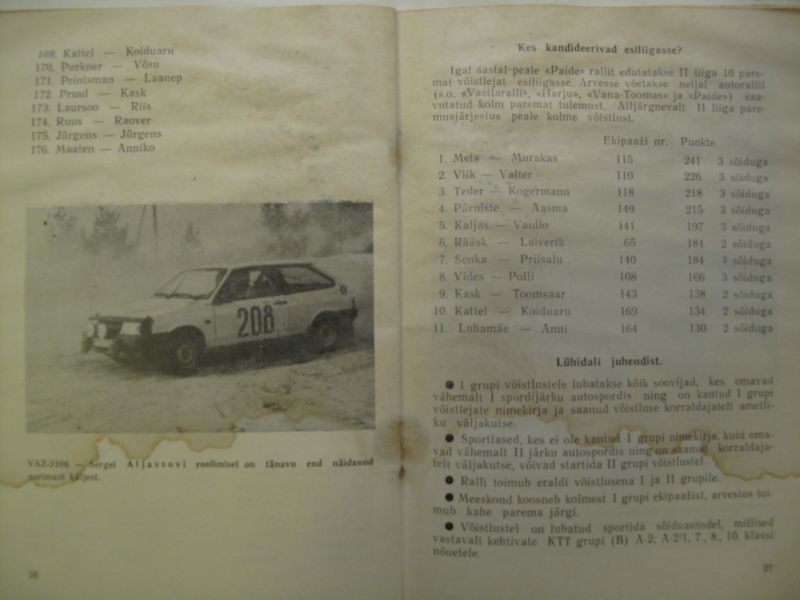 169. Kattel — Koiduaru
170. Purkner — Võsu
171. Printsman — Laanep
172. Pruul — Kask
173. Laursoo — Riis
174. Ruus — Raover
175. Jürgens — Jürgens
176. Maaten — Anniko
208
VAZ-2108 — Sergei Aljassovi roolimisel on tänavu end näidanud
parimast küljest.
36
Kes kandideerivad esiliigasse?
Igal aastal peale «Paide» rallit edutatakse II liiga 10 pare-
mat võistlejat esiliigasse. Arvesse võetakse neljal autorallil
(s.o. «Vastlaralli», «Harju», «Vana-Toomas» ja «Paide») saa-
vutatud kolm paremat tulemust. Alljärgnevalt II liiga pare-
musjärjestus peale kolme võistlust.
Ekipaaži nr. Punkte
1. Mets — Murakas 115 241 3 sõiduga
2. Viik — Valter 110 226 3 sõiduga
3. Teder — Kogermann 118 218 3 sõiduga
4. Pärniste — Aasma 149 215 3 sõiduga
5. Kaljas — Vaidlo 141 197 3 sõiduga
6. Rääsk — Laiverik 65 184 2 sõiduga
7. Senka — Priisalu 140 184 3 sõiduga
8. Vides — Polli 108 166 3 sõiduga
9. Kask — Toomsaar 143 138 2 sõiduga
10. Kattel — Koiduaru 169 134 2 sõiduga
11. Luhamäe — Anni 164 130 2 sõiduga
Lühidalt juhendist.
● I grupi võistlustele lubatakse kõik soovijad, kes omavad
vähemalt I spordijärku autospordis ning on kantud I grupi
võistlejate nimekirja ja saanud võistluse korraldajatelt ametli-
ku väljakutse.
● Sportlased, kes ei ole kantud I grupi nimekirja, kuid oma-
vad vähemalt II järku autospordis ning on saanud korraldaja-
telt väljakutse, võivad startida II grupi võistlustel.
● Ralli toimub eraldi võistlusena I ja II grupile.
● Meeskond koosneb kolmest I grupi ekipaažist, arvestus toi-
mub kahe parema järgi.
● Võistlustel on lubatud sportida sõiduautodel, millised
vastavalt kehtivate KTT grupi (B) A-2; A-2/1, 7., 8., 10. klassi
nõuetele.
37